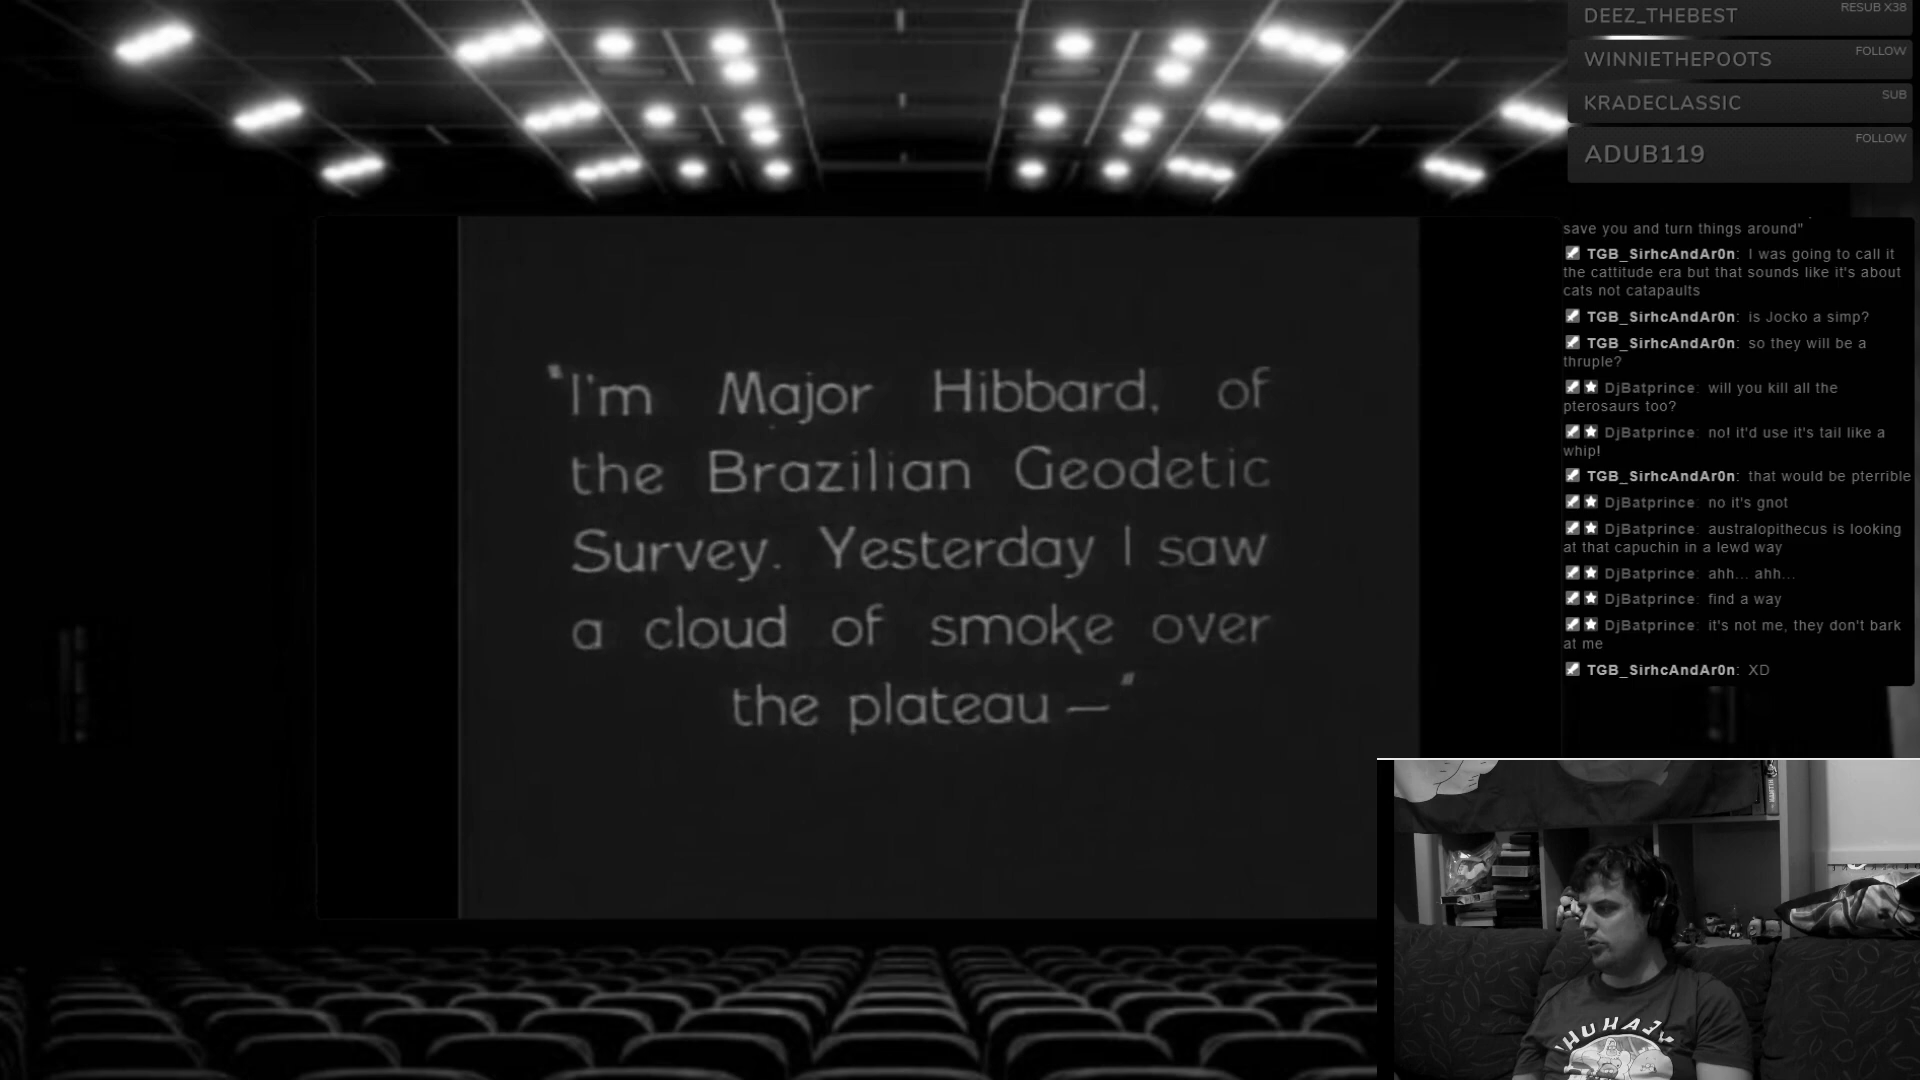 DEEZ_THEBEST RESUB X38
WINNIETHEPOOTS FOLLOW
KRADECLASSIC SUB
ADUB119 FOLLOW
"I'm Major Hibbard, of
the Brazilian Geodetic
Survey. Yesterday I saw
a cloud of smoke over
the plateau —"
save you and turn things around"
TGB_SirhcAndAr0n: I was going to call it
the cattitude era but that sounds like it's about
cats not catapaults
TGB_SirhcAndAr0n: is Jocko a simp?
TGB_SirhcAndAr0n: so they will be a
thruple?
DjBatprince: will you kill all the
pterosaurs too?
DjBatprince: no! it'd use it's tail like a
whip!
TGB_SirhcAndAr0n: that would be pterrible
DjBatprince: no it's gnot
DjBatprince: australopithecus is looking
at that capuchin in a lewd way
DjBatprince: ahh... ahh...
DjBatprince: find a way
DjBatprince: it's not me, they don't bark
at me
TGB_SirhcAndAr0n: XD